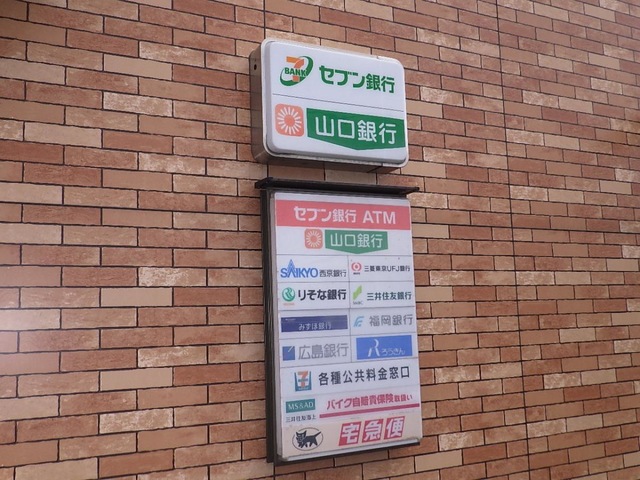 7 BANK セブン銀行
山口銀行
セブン銀行 ATM
山口銀行
SAIKYO 西京銀行 三菱東京UFJ銀行
りそな銀行 三井住友銀行
みずほ銀行 福岡銀行
広島銀行 R ろうきん
各種公共料金窓口
MS&AD バイク自賠責保険取扱い
三井住友海上
宅急便